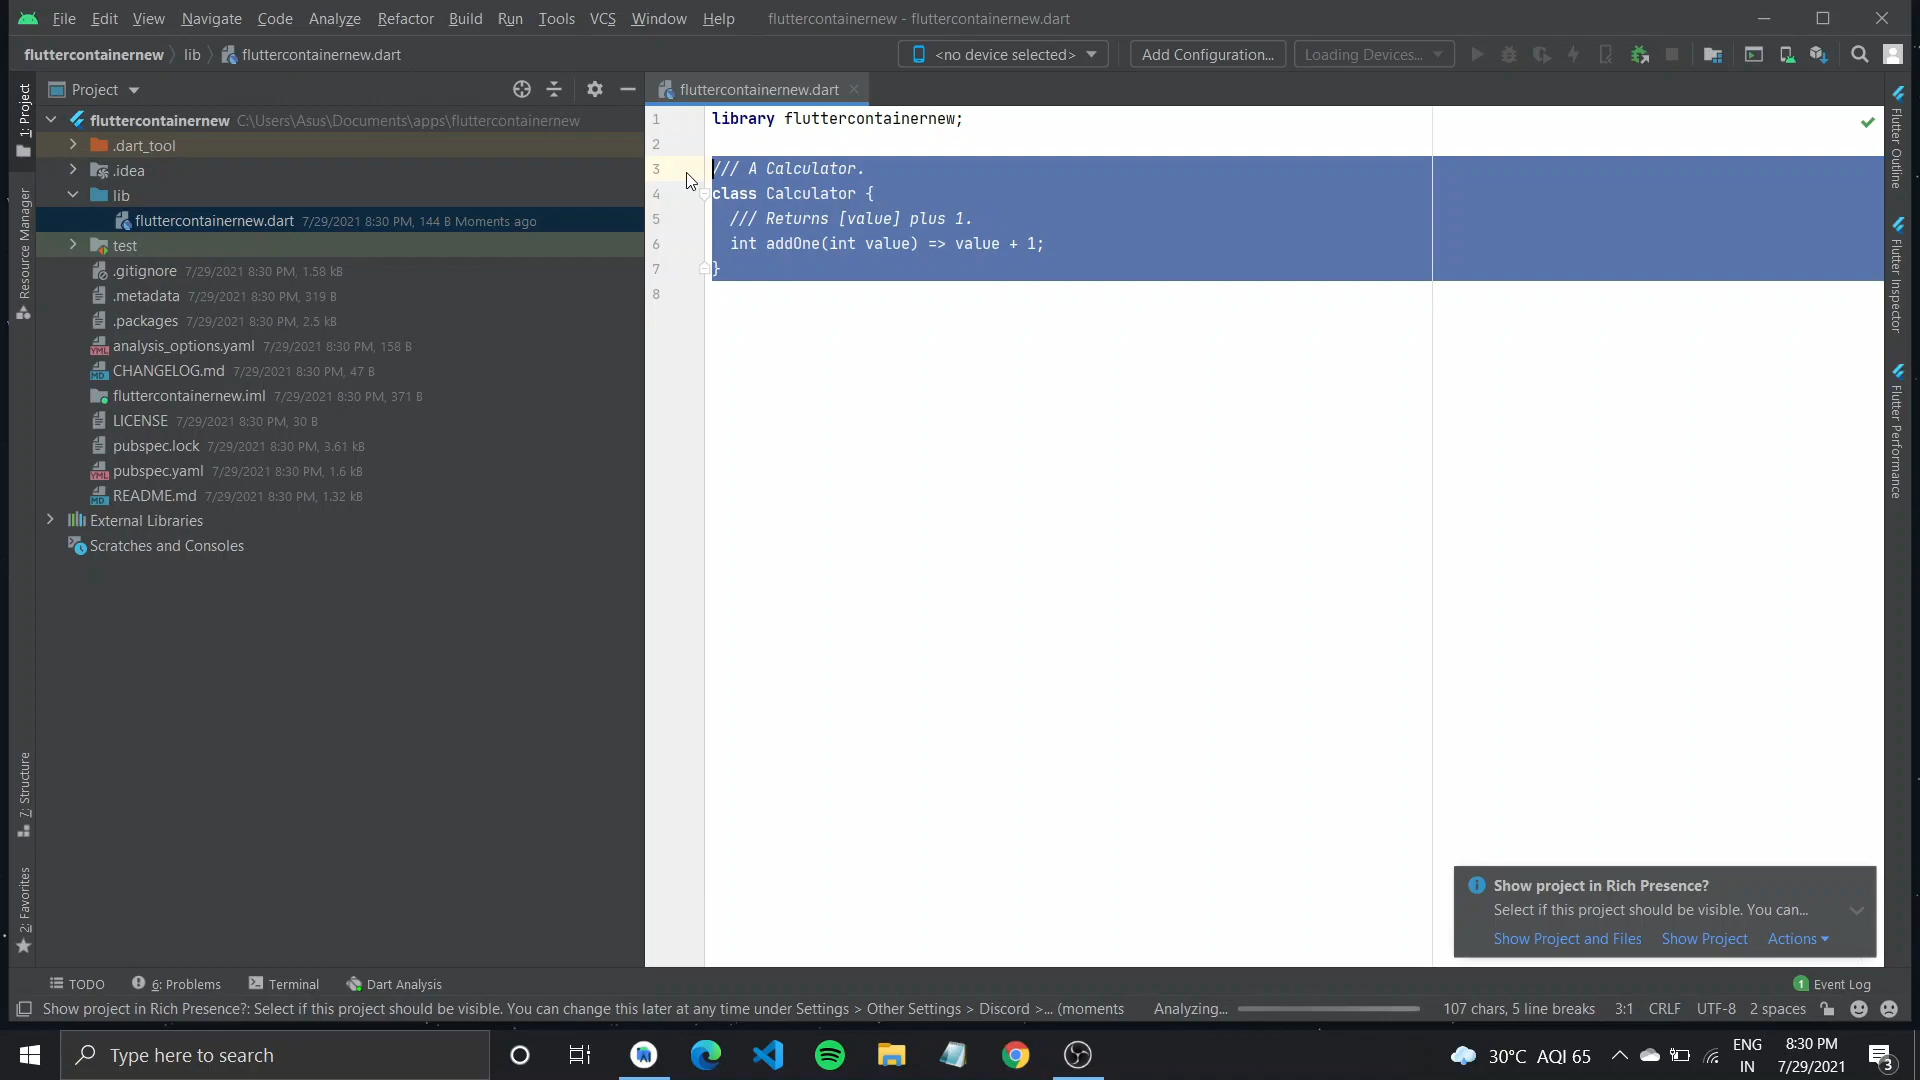 File Edit View Navigate Code Analyze Refactor Build Run Tools VCS Window Help fluttercontainernew - fluttercontainernew.dart
fluttercontainernew lib fluttercontainernew.dart <no device selected> Add Configuration... Loading Devices...
Project fluttercontainernew.dart
1: Project
Resource Manager
7: Structure
2: Favorites
fluttercontainernew C:\Users\Asus\Documents\apps\fluttercontainernew
.dart_tool
.idea
lib
fluttercontainernew.dart 7/29/2021 8:30 PM, 144 B Moments ago
test
.gitignore 7/29/2021 8:30 PM, 1.58 kB
.metadata 7/29/2021 8:30 PM, 319 B
.packages 7/29/2021 8:30 PM, 2.5 kB
analysis_options.yaml 7/29/2021 8:30 PM, 158 B
CHANGELOG.md 7/29/2021 8:30 PM, 47 B
fluttercontainernew.iml 7/29/2021 8:30 PM, 371 B
LICENSE 7/29/2021 8:30 PM, 30 B
pubspec.lock 7/29/2021 8:30 PM, 3.61 kB
pubspec.yaml 7/29/2021 8:30 PM, 1.6 kB
README.md 7/29/2021 8:30 PM, 1.32 kB
External Libraries
Scratches and Consoles
1 library fluttercontainernew;
2
3 /// A Calculator.
4 class Calculator {
5 /// Returns [value] plus 1.
6 int addOne(int value) => value + 1;
7 }
8
Flutter Outline
Flutter Inspector
Flutter Performance
Show project in Rich Presence?
Select if this project should be visible. You can...
Show Project and Files Show Project Actions
TODO 6: Problems Terminal Dart Analysis 1 Event Log
Show project in Rich Presence?: Select if this project should be visible. You can change this later at any time under Settings > Other Settings > Discord >... (moments Analyzing... 107 chars, 5 line breaks 3:1 CRLF UTF-8 2 spaces
Type here to search 30°C AQI 65 ENG IN 8:30 PM 7/29/2021 3